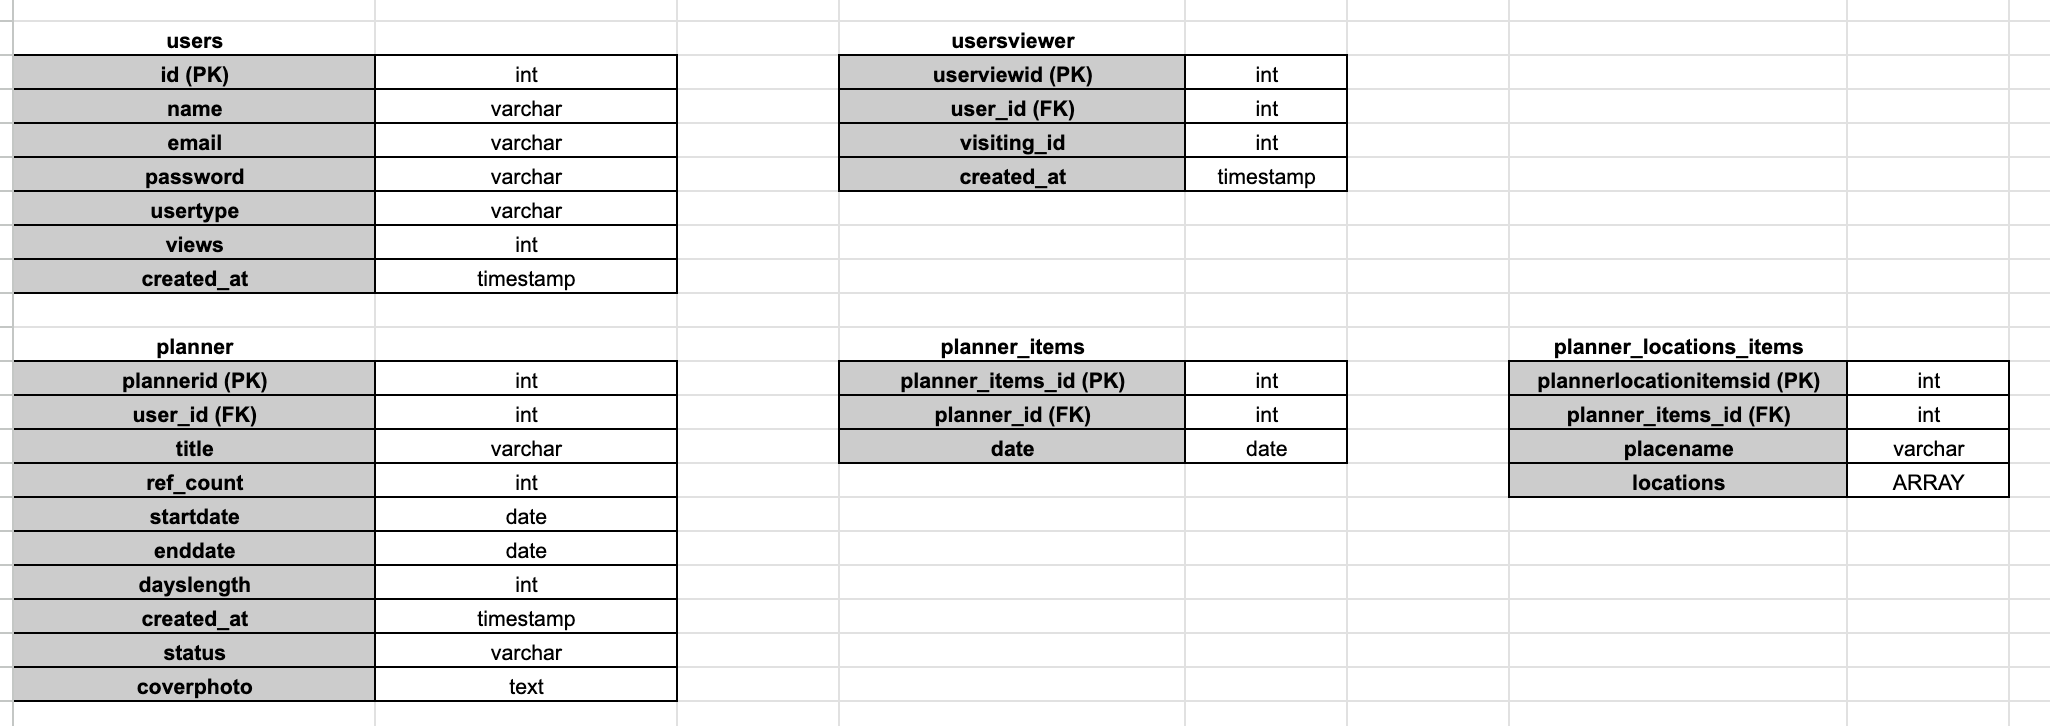 users
id (PK) int
name varchar
email varchar
password varchar
usertype varchar
views int
created_at timestamp
usersviewer
userviewid (PK) int
user_id (FK) int
visiting_id int
created_at timestamp
planner
plannerid (PK) int
user_id (FK) int
title varchar
ref_count int
startdate date
enddate date
dayslength int
created_at timestamp
status varchar
coverphoto text
planner_items
planner_items_id (PK) int
planner_id (FK) int
date date
planner_locations_items
plannerlocationitemsid (PK) int
planner_items_id (FK) int
placename varchar
locations ARRAY